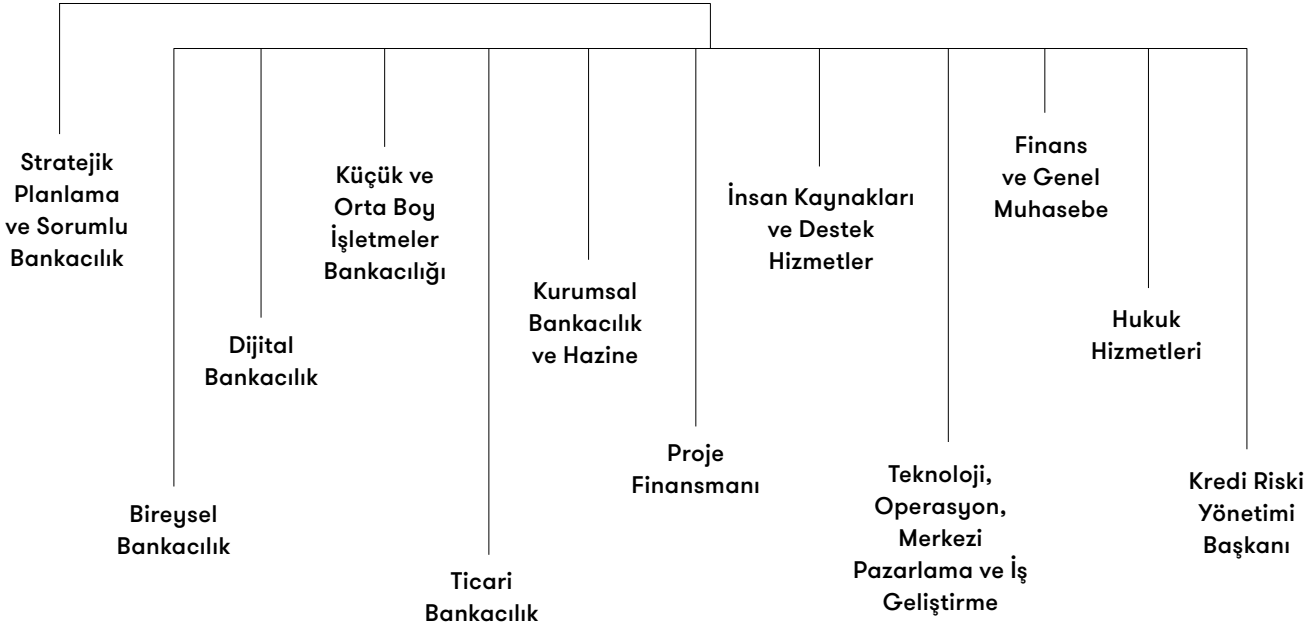 Stratejik
Planlama
ve Sorumlu
Bankacılık
Bireysel
Bankacılık
Dijital
Bankacılık
Küçük ve
Orta Boy
İşletmeler
Bankacılığı
Ticari
Bankacılık
Kurumsal
Bankacılık
ve Hazine
Proje
Finansmanı
İnsan Kaynakları
ve Destek
Hizmetler
Teknoloji,
Operasyon,
Merkezi
Pazarlama ve İş
Geliştirme
Finans
ve Genel
Muhasebe
Hukuk
Hizmetleri
Kredi Riski
Yönetimi
Başkanı